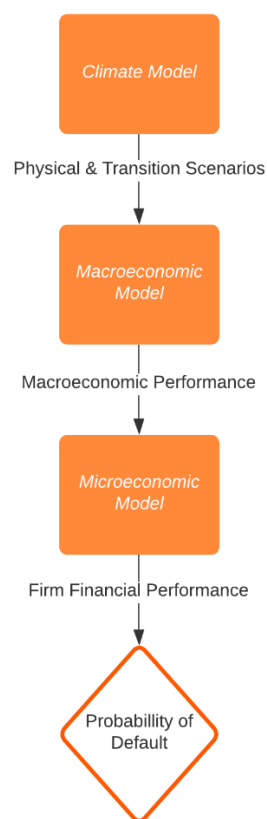 Climate Model
Physical & Transition Scenarios
Macroeconomic
Model
Macroeconomic Performance
Microeconomic
Model
Firm Financial Performance
Probabillity of
Default